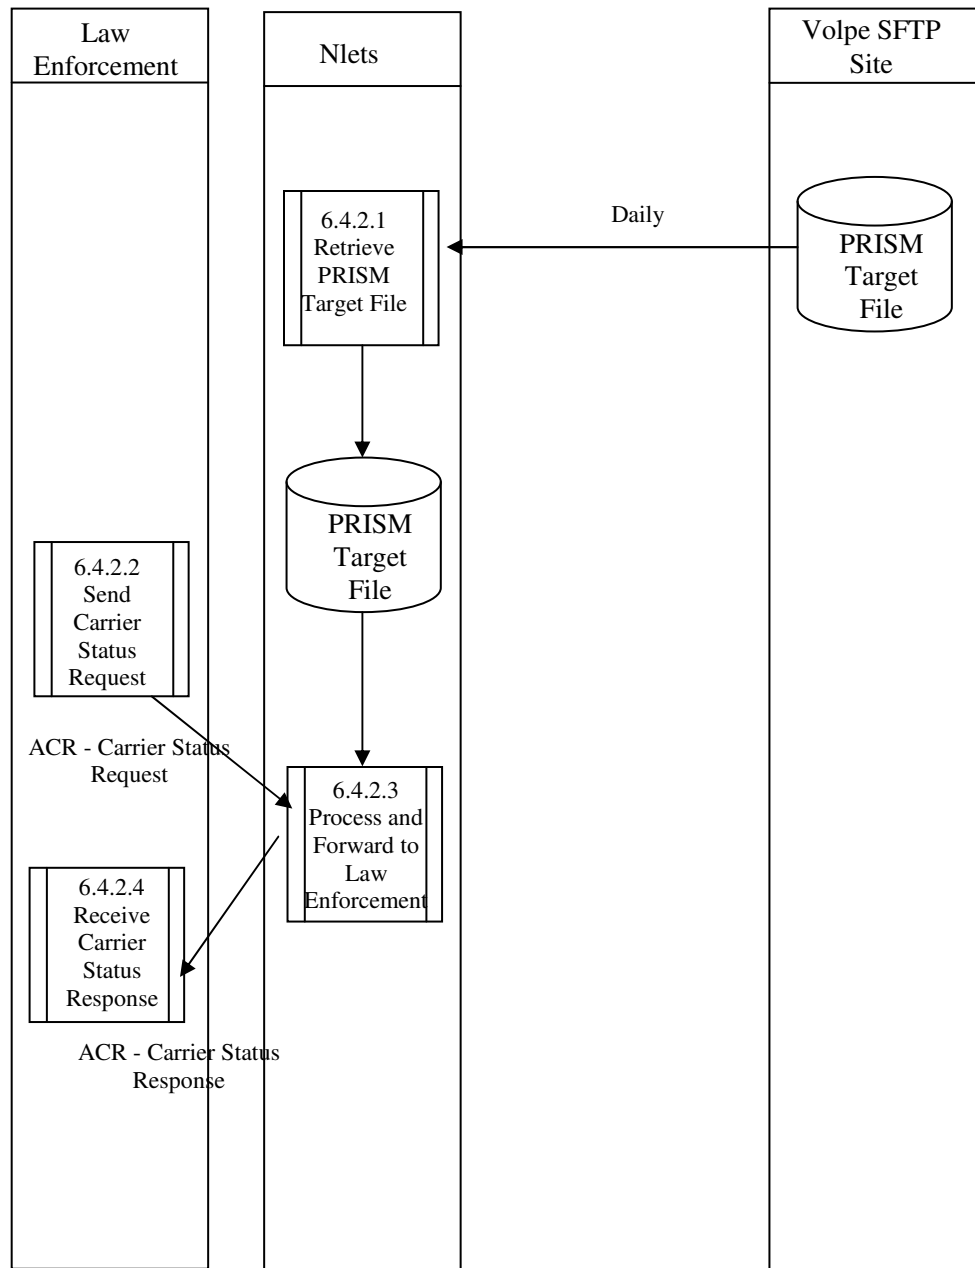 Law
Enforcement
Nlets
Volpe SFTP
Site
6.4.2.1
Retrieve
PRISM
Target File
Daily
PRISM
Target
File
PRISM
Target
File
6.4.2.2
Send
Carrier
Status
Request
ACR - Carrier Status
Request
6.4.2.3
Process and
Forward to
Law
Enforcement
6.4.2.4
Receive
Carrier
Status
Response
ACR - Carrier Status
Response